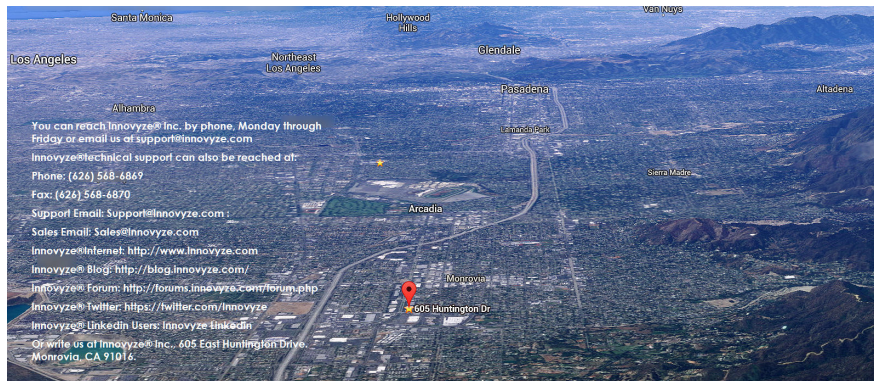 Santa Monica
Hollywood
Hills
Van Nuys
Los Angeles
Northeast
Los Angeles
Glendale
Pasadena
Altadena
Alhambra
Lamanda Park
You can reach Innovyze® Inc. by phone, Monday through
Friday or email us at support@innovyze.com
Innovyze®technical support can also be reached at:
Phone: (626) 568-6869
Fax: (626) 568-6870
Support Email: Support@Innovyze.com :
Sales Email: Sales@Innovyze.com
Innovyze®Internet: http://www.innovyze.com
Innovyze® Blog: http://blog.innovyze.com/
Innovyze® Forum: http://forums.innovyze.com/forum.php
Innovyze® Twitter: https://twitter.com/Innovyze
Innovyze® Linkedin Users: Innovyze Linkedin
Or write us at Innovyze® Inc., 605 East Huntington Drive,
Monrovia, CA 91016.
Sierra Madre
Arcadia
Monrovia
605 Huntington Dr